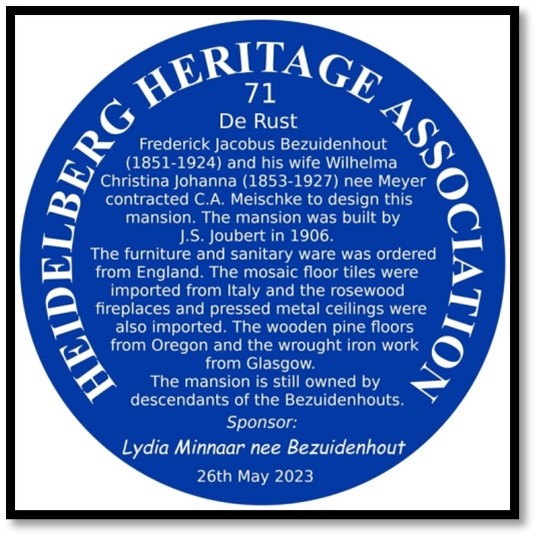 HEIDELBERG HERITAGE ASSOCIATION
71
De Rust
Frederick Jacobus Bezuidenhout
(1851-1924) and his wife Wilhelma
Christina Johanna (1853-1927) nee Meyer
contracted C.A. Meischke to design this
mansion. The mansion was built by
J.S. Joubert in 1906.
The furniture and sanitary ware was ordered
from England. The mosaic floor tiles were
imported from Italy and the rosewood
fireplaces and pressed metal ceilings were
also imported. The wooden pine floors
from Oregon and the wrought iron work
from Glasgow.
The mansion is still owned by
descendants of the Bezuidenhouts.
Sponsor:
Lydia Minnaar nee Bezuidenhout
26th May 2023